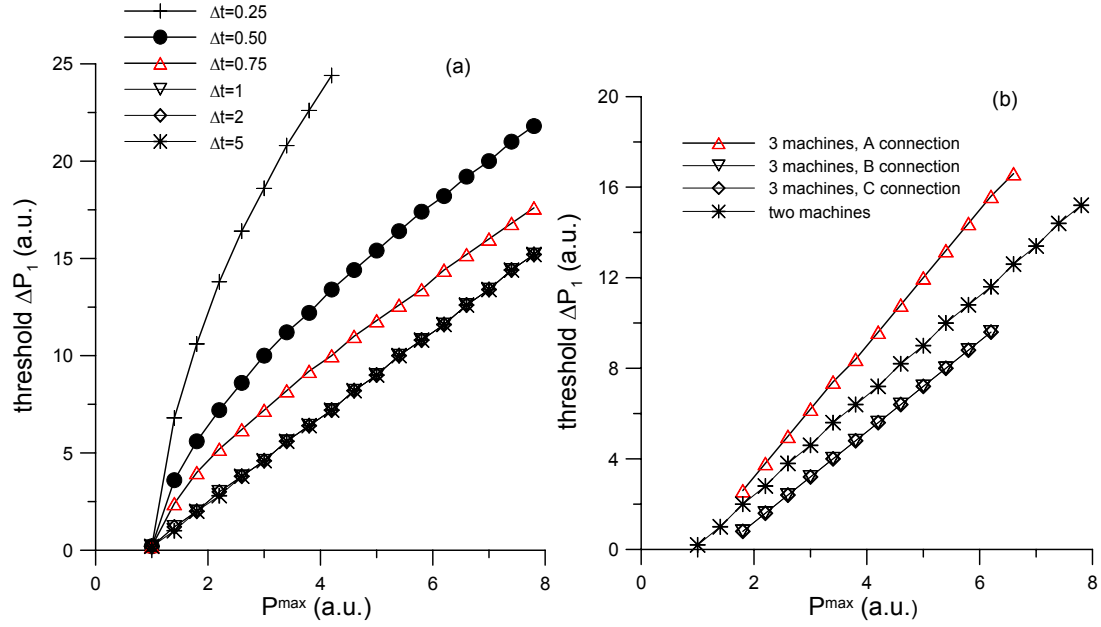 Δt=0.25
Δt=0.50
Δt=0.75
Δt=1
Δt=2
Δt=5
(a)
25
20
15
10
5
0
threshold ΔP₁ (a.u.)
0 2 4 6 8
Pᵐᵃˣ (a.u.)
(b)
3 machines, A connection
3 machines, B connection
3 machines, C connection
two machines
20
16
12
8
4
0
threshold ΔP₁ (a.u.)
0 2 4 6 8
Pᵐᵃˣ (a.u.)